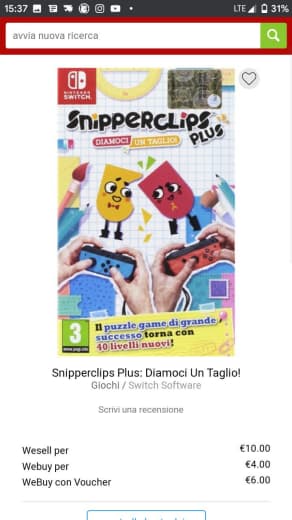 15:37
LTE 31%
avvia nuova ricerca
NINTENDO
SWITCH
SNIPPERCLIPS
PLUS
DIAMOCI UN TAGLIO!
3
www.pegi.info
Il puzzle game di grande
successo torna con
40 livelli nuovi!
Snipperclips Plus: Diamoci Un Taglio!
Giochi / Switch Software
Scrivi una recensione
Wesell per €10.00
Webuy per €4.00
WeBuy con Voucher €6.00